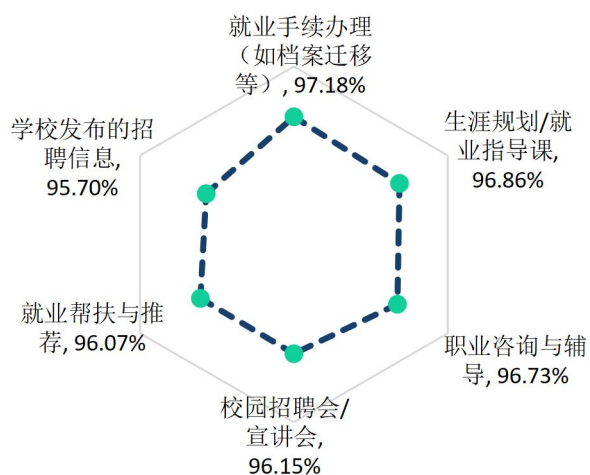 就业手续办理
（如档案迁移
等）, 97.18%
生涯规划/就
业指导课,
96.86%
职业咨询与辅
导, 96.73%
校园招聘会/
宣讲会,
96.15%
就业帮扶与推
荐, 96.07%
学校发布的招
聘信息,
95.70%